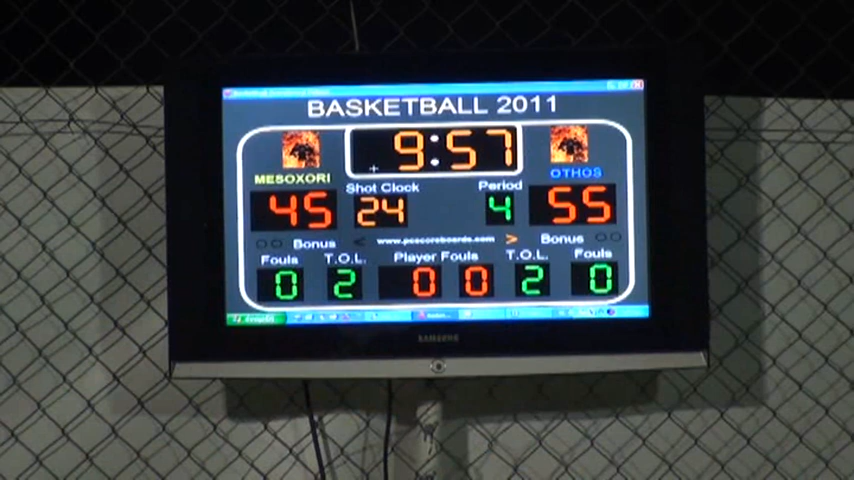 BASKETBALL 2011
9:57
MESOXORI
OTHOS
Shot Clock
Period
45
24
4
55
Bonus
< www.pcscoreboards.com >
Bonus
Fouls
T.O.L.
Player Fouls
T.O.L.
Fouls
0
2
0
0
2
0
SAMSUNG